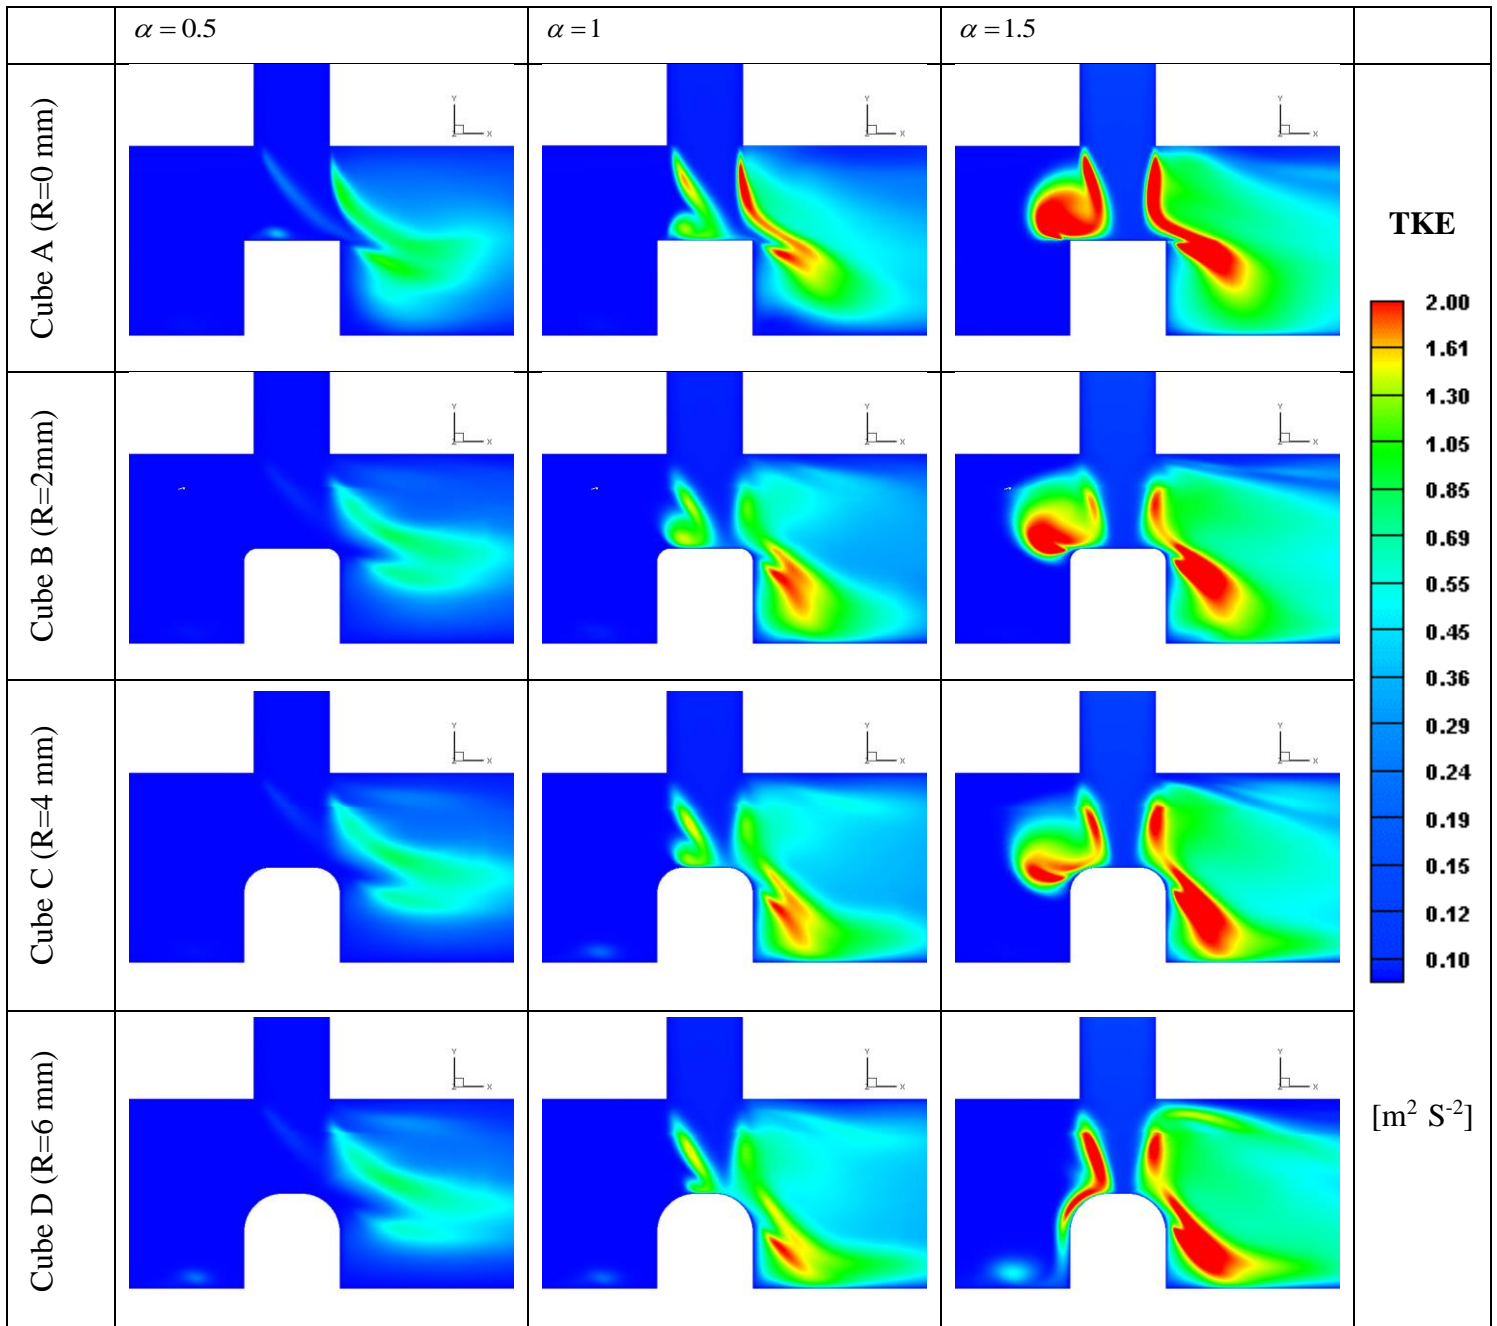 α = 0.5
α = 1
α = 1.5
Cube A (R=0 mm)
Y
X
Y
X
Y
X
TKE
2.00
1.61
1.30
1.05
0.85
0.69
0.55
0.45
0.36
0.29
0.24
0.19
0.15
0.12
0.10
[m² S⁻²]
Cube B (R=2mm)
Y
X
Y
X
Y
X
Cube C (R=4 mm)
Y
X
Y
X
Y
X
Cube D (R=6 mm)
Y
X
Y
X
Y
X